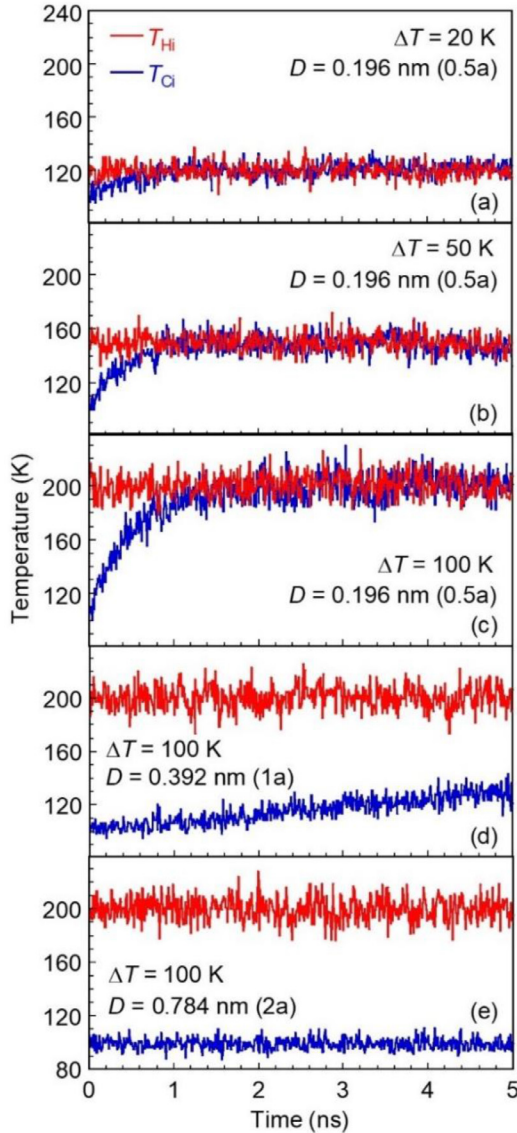 240
T_Hi
ΔT = 20 K
T_Ci
D = 0.196 nm (0.5a)
200
160
120
(a)
ΔT = 50 K
200
D = 0.196 nm (0.5a)
160
120
(b)
200
160
ΔT = 100 K
120
D = 0.196 nm (0.5a)
(c)
Temperature (K)
200
160
ΔT = 100 K
D = 0.392 nm (1a)
120
(d)
200
160
ΔT = 100 K
D = 0.784 nm (2a)
(e)
120
80
0 1 2 3 4 5
Time (ns)